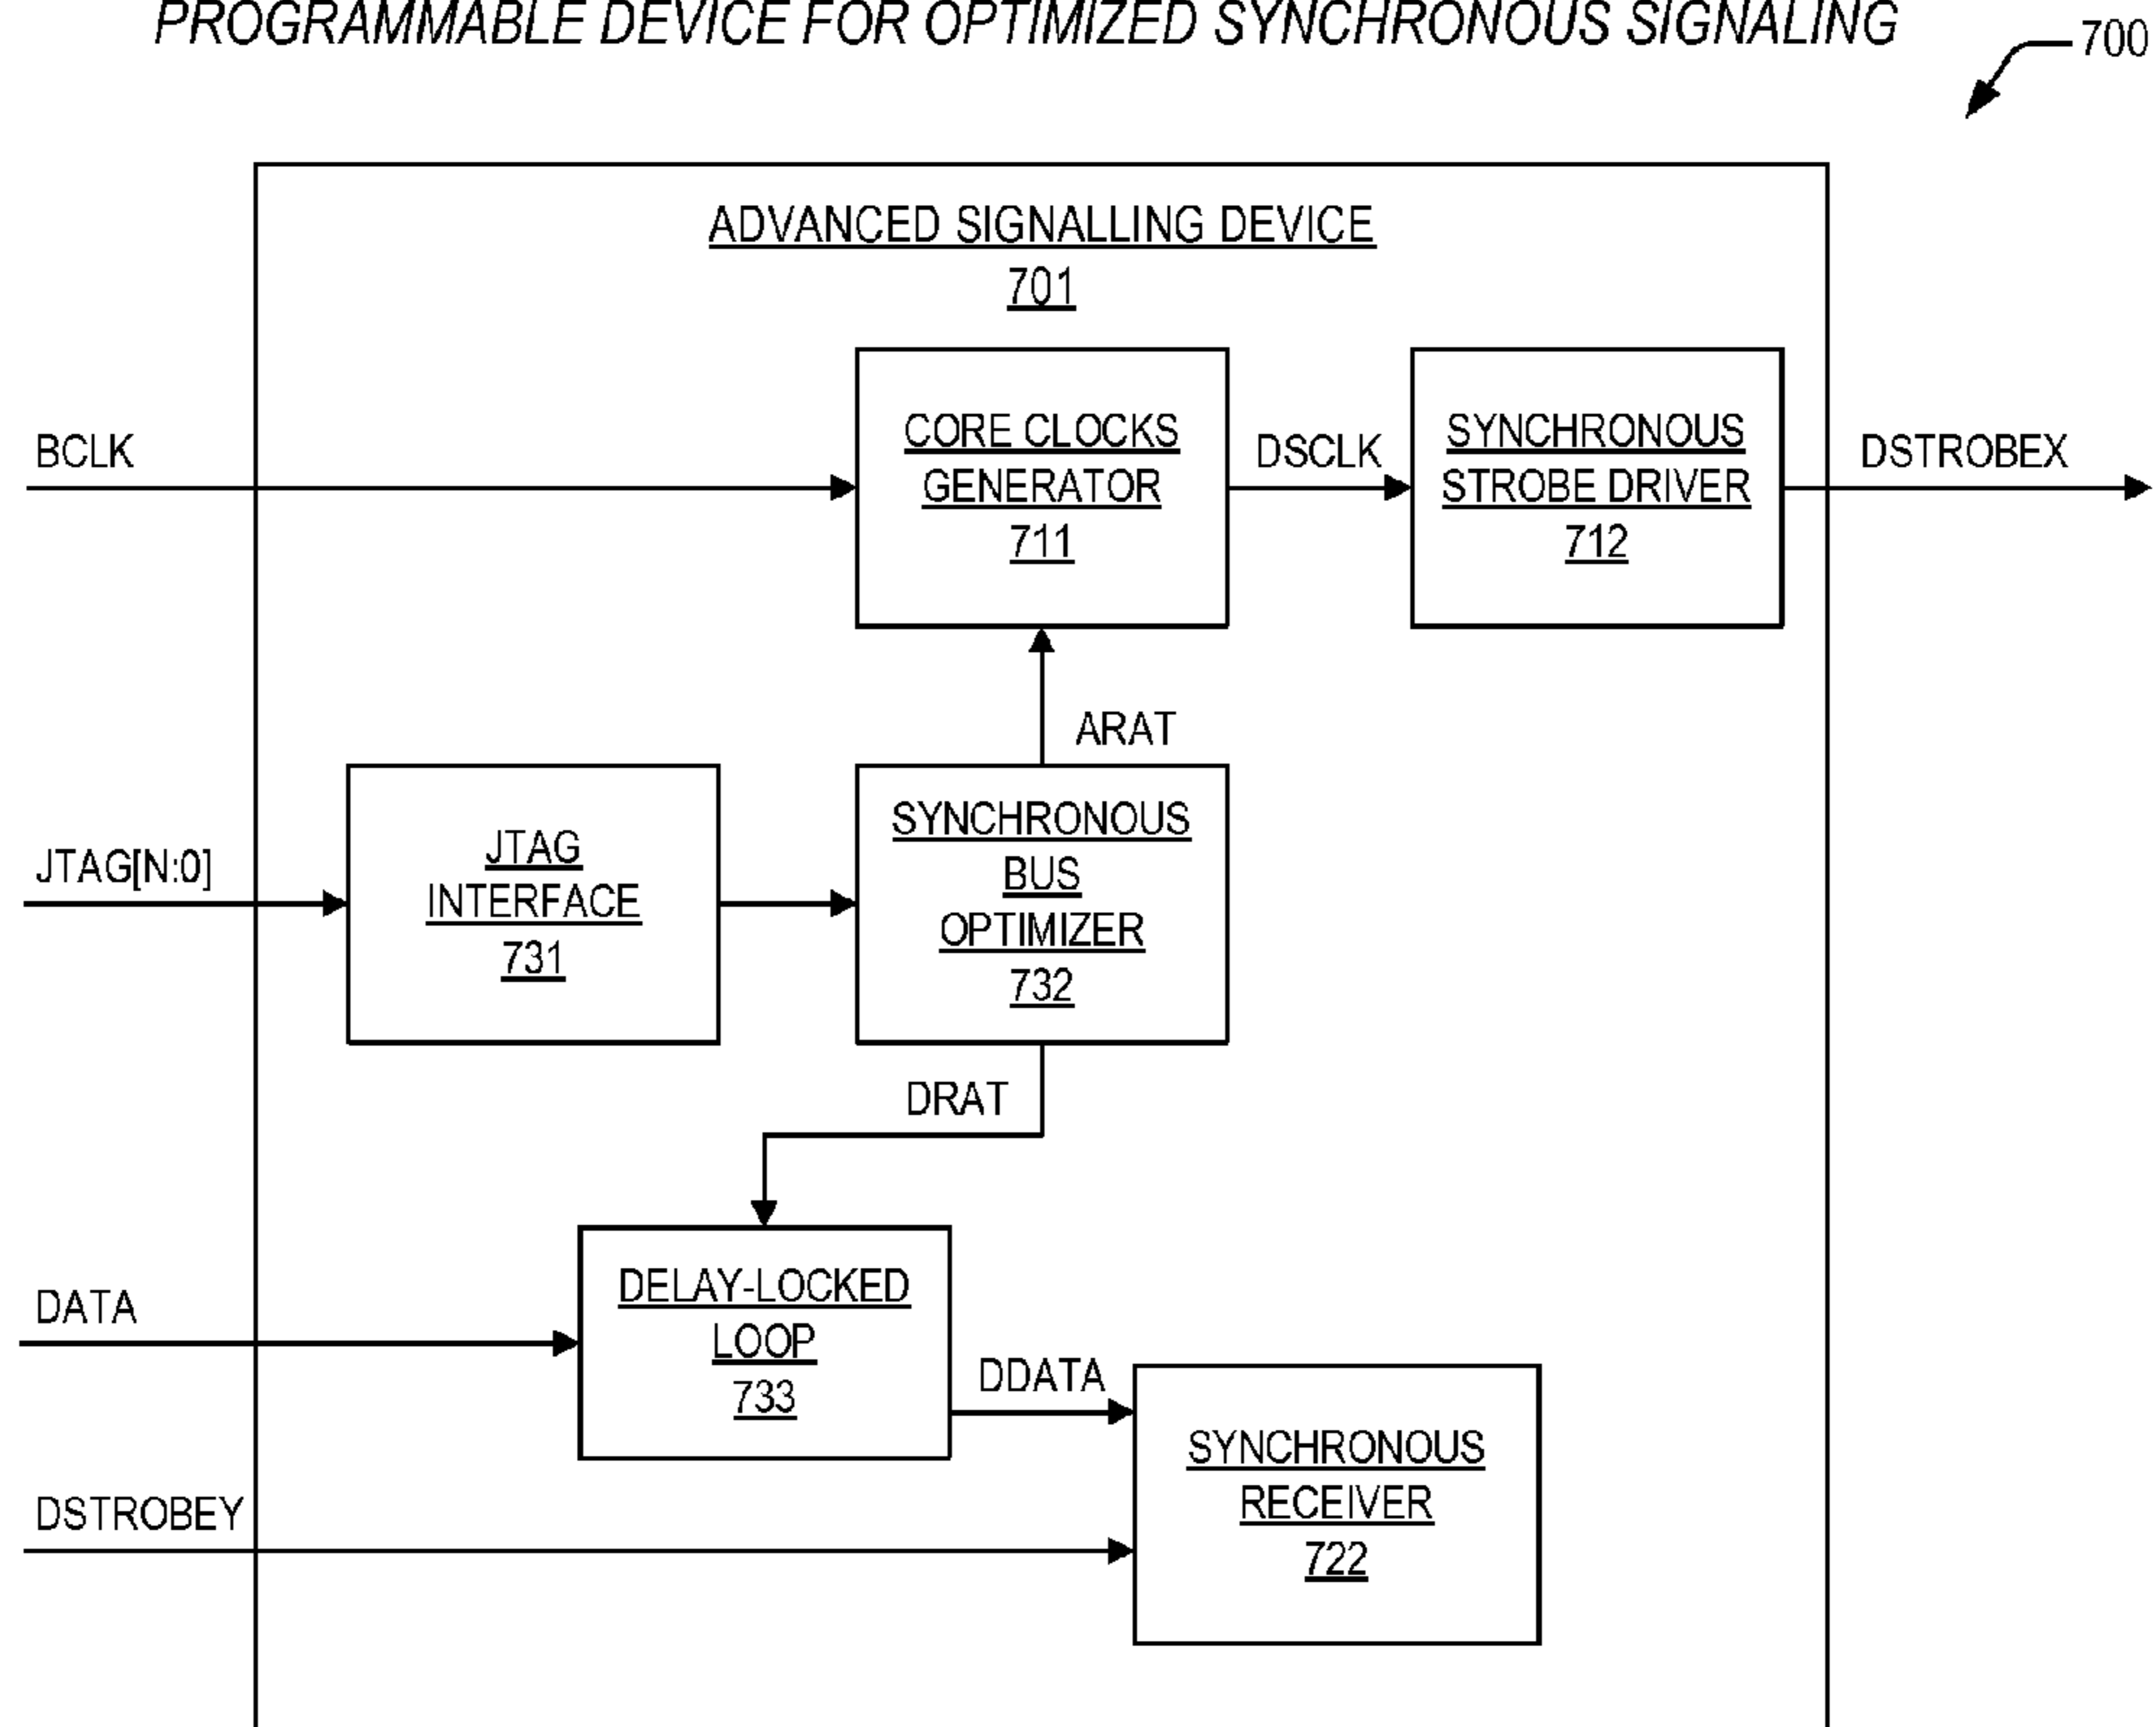 PROGRAMMABLE DEVICE FOR OPTIMIZED SYNCHRONOUS SIGNALING
700
ADVANCED SIGNALLING DEVICE
701
BCLK
CORE CLOCKS
GENERATOR
711
DSCLK
SYNCHRONOUS
STROBE DRIVER
712
DSTROBEX
ARAT
JTAG[N:0]
JTAG
INTERFACE
731
SYNCHRONOUS
BUS
OPTIMIZER
732
DRAT
DATA
DELAY-LOCKED
LOOP
733
DDATA
DSTROBEY
SYNCHRONOUS
RECEIVER
722